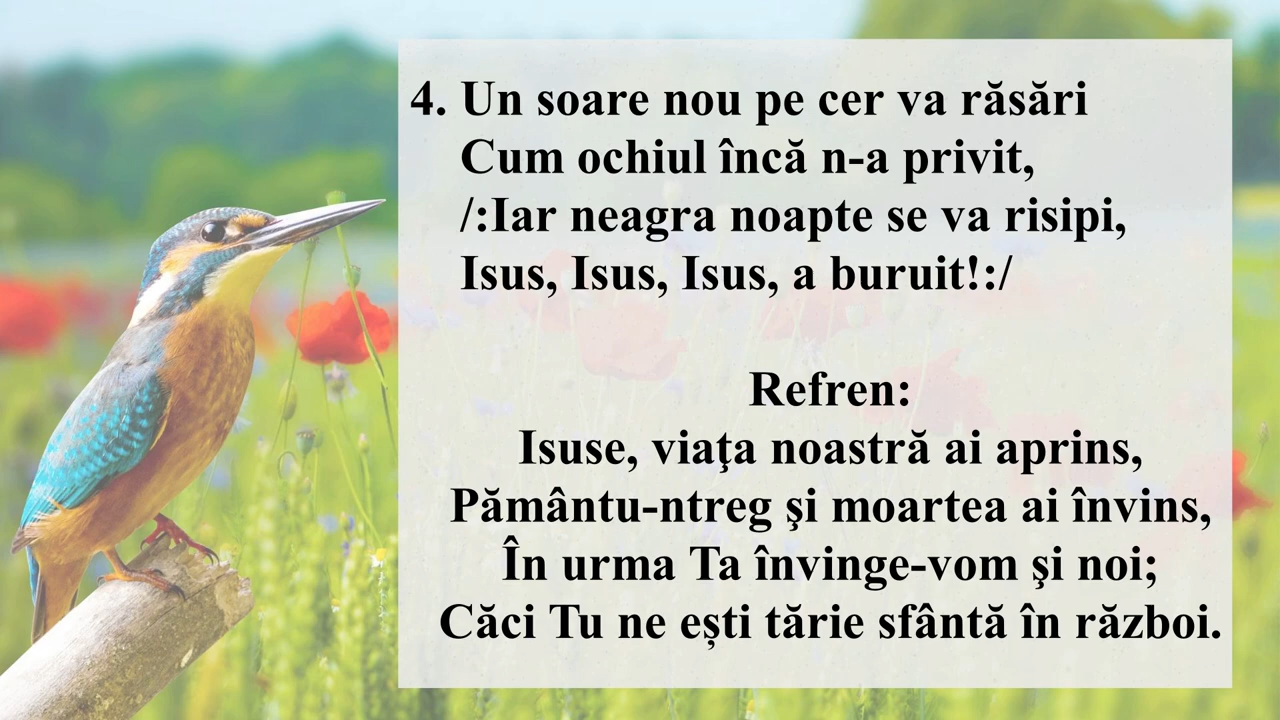 4. Un soare nou pe cer va răsări
Cum ochiul încă n-a privit,
/:Iar neagra noapte se va risipi,
Isus, Isus, Isus, a buruit!:/
Refren:
Isuse, viaţa noastră ai aprins,
Pământu-ntreg şi moartea ai învins,
În urma Ta învinge-vom şi noi;
Căci Tu ne ești tărie sfântă în război.